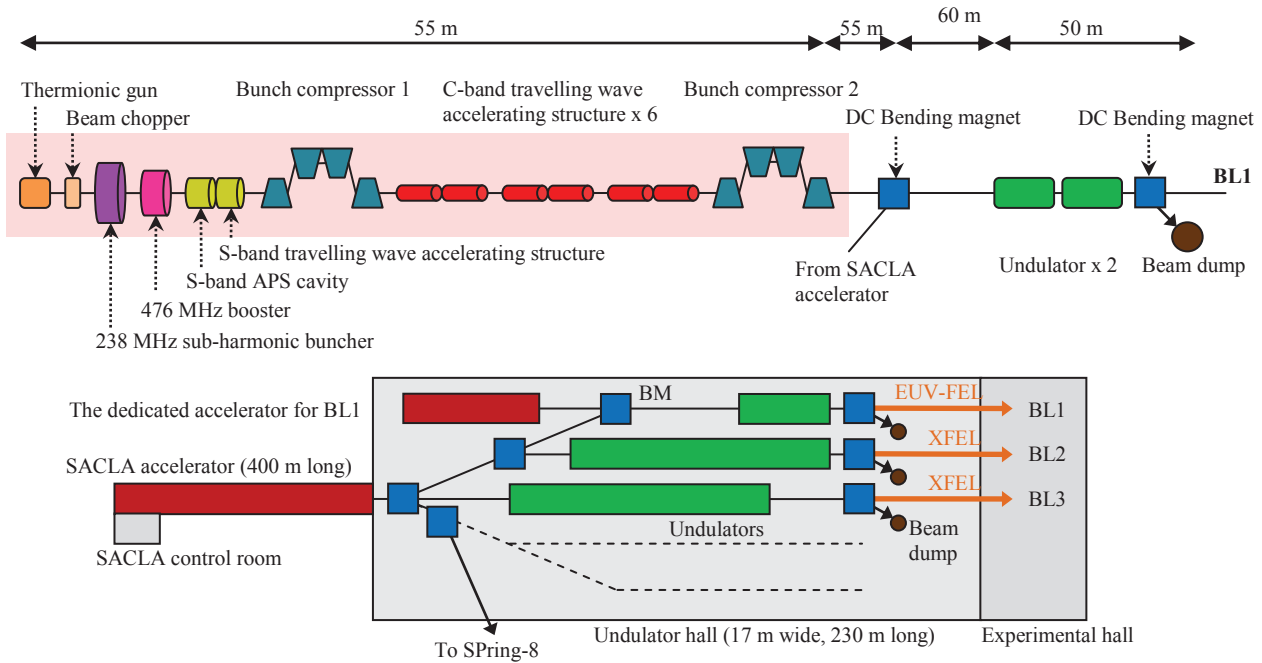 55 m
55 m
60 m
50 m
Thermionic gun
Beam chopper
Bunch compressor 1
C-band travelling wave
accelerating structure x 6
Bunch compressor 2
DC Bending magnet
DC Bending magnet
BL1
S-band travelling wave accelerating structure
S-band APS cavity
476 MHz booster
238 MHz sub-harmonic buncher
From SACLA
accelerator
Undulator x 2
Beam dump
The dedicated accelerator for BL1
BM
EUV-FEL
BL1
SACLA accelerator (400 m long)
XFEL
BL2
XFEL
BL3
SACLA control room
Undulators
Beam
dump
To SPring-8
Undulator hall (17 m wide, 230 m long)
Experimental hall